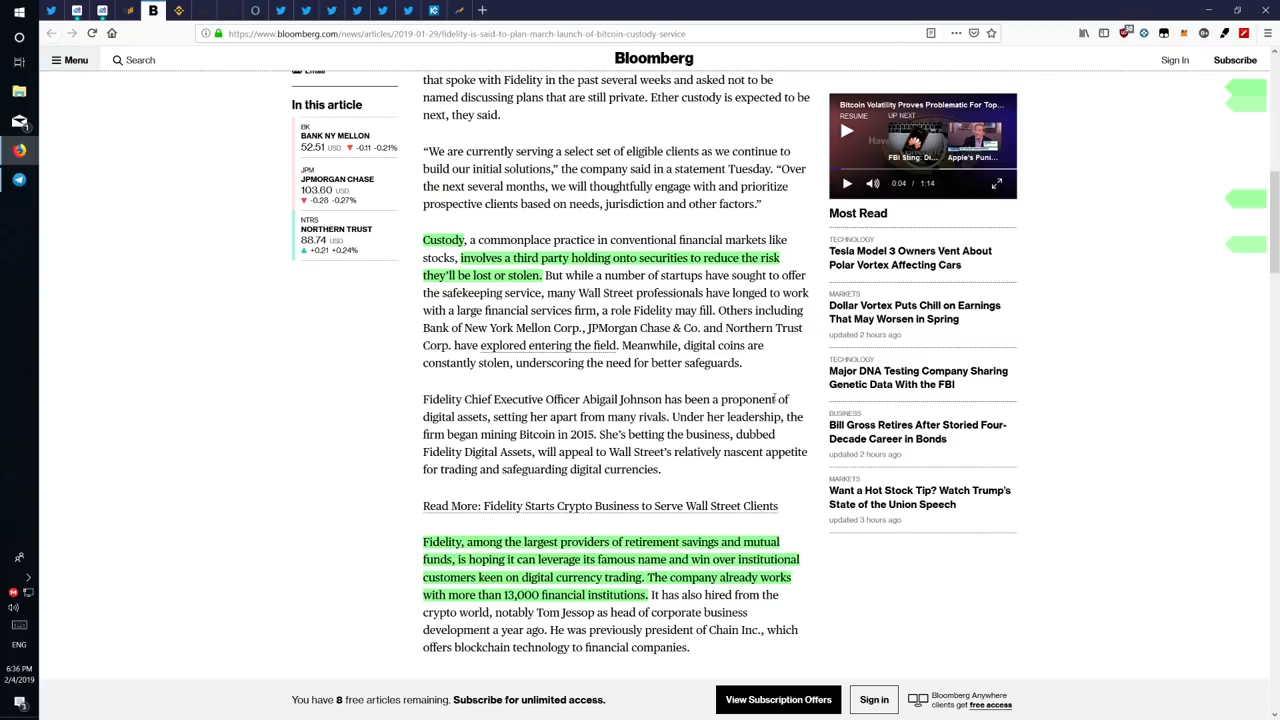 B
https://www.bloomberg.com/news/articles/2019-01-29/fidelity-is-said-to-plan-march-launch-of-bitcoin-custody-service
Menu
Search
Bloomberg
Sign In
Subscribe
Email
In this article
BK
BANK NY MELLON
52.51 USD ▼ -0.11 -0.21%
JPM
JPMORGAN CHASE
103.60 USD
▼ -0.28 -0.27%
NTRS
NORTHERN TRUST
88.74 USD
▲ +0.21 +0.24%
that spoke with Fidelity in the past several weeks and asked not to be
named discussing plans that are still private. Ether custody is expected to be
next, they said.
“We are currently serving a select set of eligible clients as we continue to
build our initial solutions,” the company said in a statement Tuesday. “Over
the next several months, we will thoughtfully engage with and prioritize
prospective clients based on needs, jurisdiction and other factors.”
Custody, a commonplace practice in conventional financial markets like
stocks, involves a third party holding onto securities to reduce the risk
they’ll be lost or stolen. But while a number of startups have sought to offer
the safekeeping service, many Wall Street professionals have longed to work
with a large financial services firm, a role Fidelity may fill. Others including
Bank of New York Mellon Corp., JPMorgan Chase & Co. and Northern Trust
Corp. have explored entering the field. Meanwhile, digital coins are
constantly stolen, underscoring the need for better safeguards.
Fidelity Chief Executive Officer Abigail Johnson has been a proponent of
digital assets, setting her apart from many rivals. Under her leadership, the
firm began mining Bitcoin in 2015. She’s betting the business, dubbed
Fidelity Digital Assets, will appeal to Wall Street’s relatively nascent appetite
for trading and safeguarding digital currencies.
Read More: Fidelity Starts Crypto Business to Serve Wall Street Clients
Fidelity, among the largest providers of retirement savings and mutual
funds, is hoping it can leverage its famous name and win over institutional
customers keen on digital currency trading. The company already works
with more than 13,000 financial institutions. It has also hired from the
crypto world, notably Tom Jessop as head of corporate business
development a year ago. He was previously president of Chain Inc., which
offers blockchain technology to financial companies.
Bitcoin Volatility Proves Problematic For Top...
RESUME
UP NEXT
FBI Sting: Di...
Apple's Puni...
0:04 / 1:14
Most Read
TECHNOLOGY
Tesla Model 3 Owners Vent About
Polar Vortex Affecting Cars
MARKETS
Dollar Vortex Puts Chill on Earnings
That May Worsen in Spring
updated 2 hours ago
TECHNOLOGY
Major DNA Testing Company Sharing
Genetic Data With the FBI
BUSINESS
Bill Gross Retires After Storied Four-
Decade Career in Bonds
updated 2 hours ago
MARKETS
Want a Hot Stock Tip? Watch Trump's
State of the Union Speech
updated 3 hours ago
ENG
6:36 PM
2/4/2019
You have 8 free articles remaining. Subscribe for unlimited access.
View Subscription Offers
Sign in
Bloomberg Anywhere
clients get free access